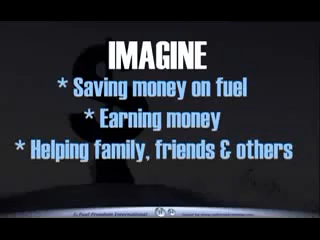 IMAGINE
* Saving money on fuel
* Earning money
* Helping family, friends & others
Fuel Freedom International